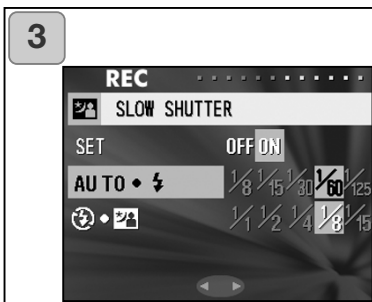 3
REC
SLOW SHUTTER
SET OFF ON
AUTO • 1/8 1/15 1/30 1/60 1/125
• 1/1 1/2 1/4 1/8 1/15